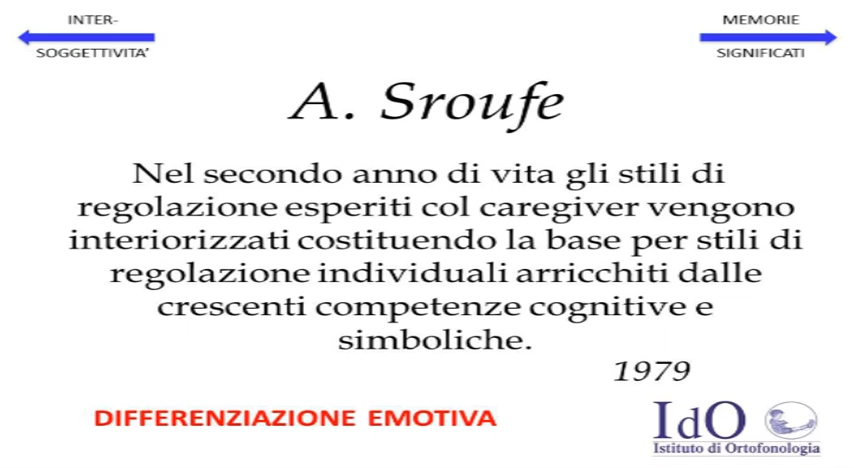 INTER-
SOGGETTIVITA’
MEMORIE
SIGNIFICATI
A. Sroufe
Nel secondo anno di vita gli stili di
regolazione esperiti col caregiver vengono
interiorizzati costituendo la base per stili di
regolazione individuali arricchiti dalle
crescenti competenze cognitive e
simboliche.
1979
DIFFERENZIAZIONE EMOTIVA
IdO
Istituto di Ortofonologia